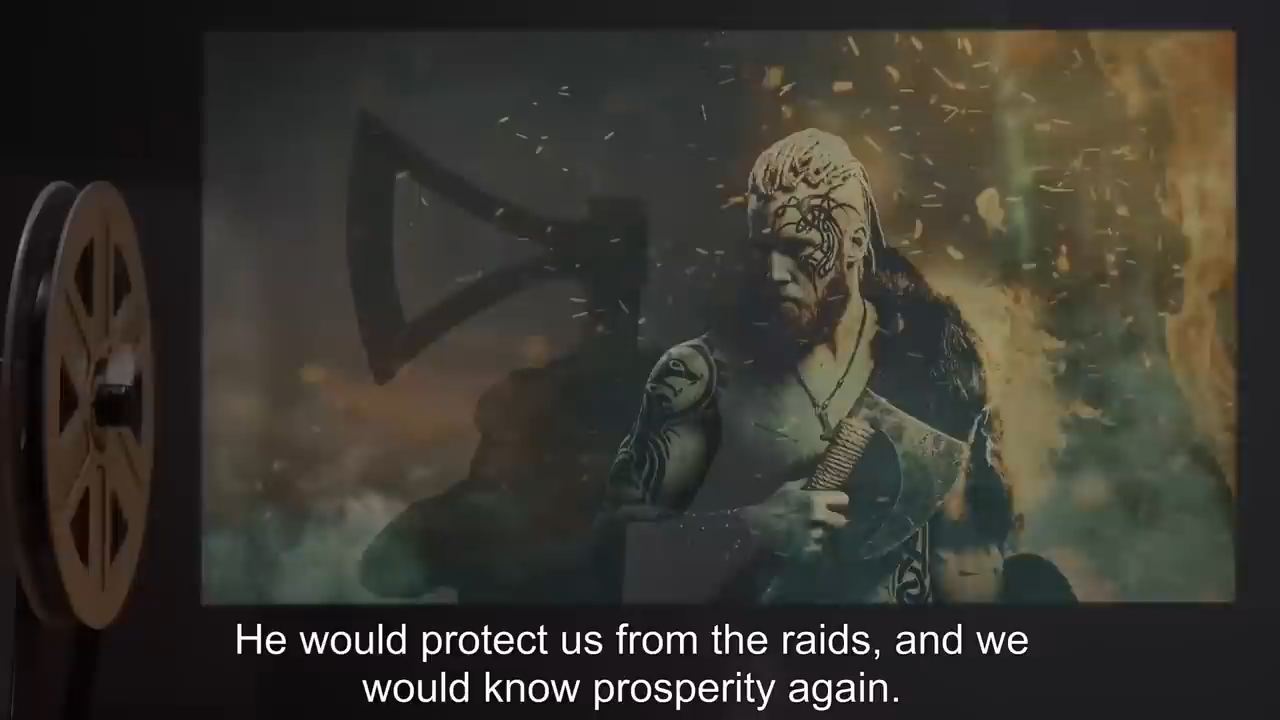 He would protect us from the raids, and we
would know prosperity again.